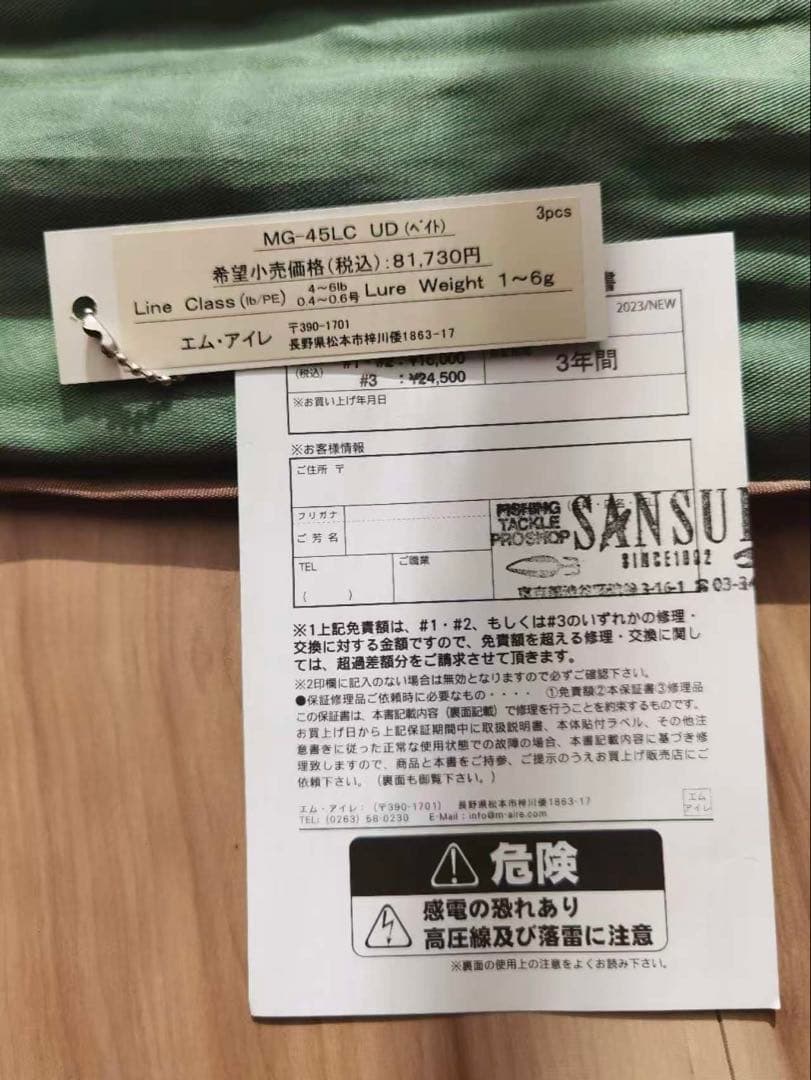 3pcs
MG-45LC UD(ベイト)
希望小売価格(税込):81,730円
Line Class(lb/PE) 4~6lb 0.4~0.6号 Lure Weight 1~6g
エム・アイレ 〒390-1701
長野県松本市梓川倭1863-17
書
2023/NEW
(税込)
#3 :¥24,500
3年間
※お買い上げ年月日
※お客様情報
ご住所 〒
フリガナ
ご芳名
TEL
( )
ご職業
FISHING
TACKLE
PROSHOP
SANSUI
SINCE1902
※1上記免責額は、#1・#2、もしくは#3のいずれかの修理・
交換に対する金額ですので、免責額を超える修理・交換に関し
ては、超過差額分をご請求させて頂きます。
※2印欄に記入のない場合は無効となりますので必ずご確認下さい。
●保証修理品ご依頼時に必要なもの・・・・ ①免責額②本保証書③修理品
この保証書は、本書記載内容(裏面記載)で修理を行うことを約束するものです。
お買上げ日から上記保証期間中に取扱説明書、本体貼付ラベル、その他注
意書きに従った正常な使用状態での故障の場合、本書記載内容に基づき修
理致しますので、商品と本書をご持参、ご提示のうえお買上げ販売店にご
依頼下さい。(裏面も御覧下さい。)
エム・アイレ:(〒390-1701) 長野県松本市梓川倭1863-17
TEL: (0263) 58-0230 E-Mail:info@m-aire.com
エム
アイレ
危険
感電の恐れあり
高圧線及び落雷に注意
※裏面の使用上の注意をよくお読み下さい。